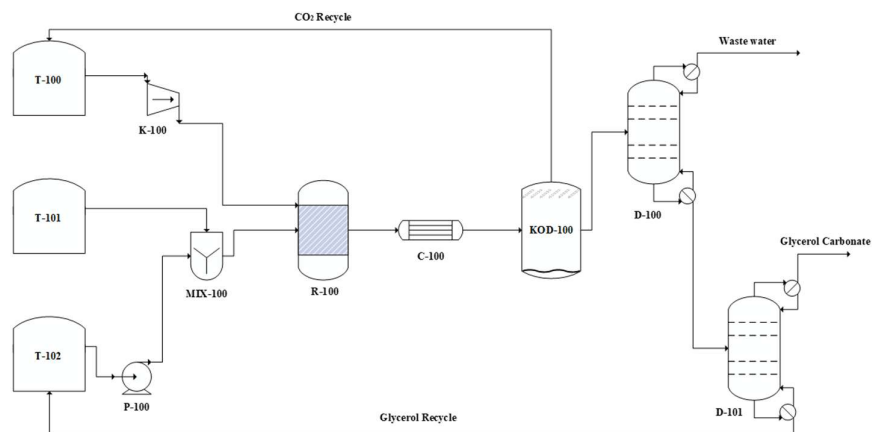 CO2 Recycle
Waste water
T-100
K-100
T-101
MIX-100
R-100
C-100
KOD-100
D-100
Glycerol Carbonate
T-102
P-100
Glycerol Recycle
D-101